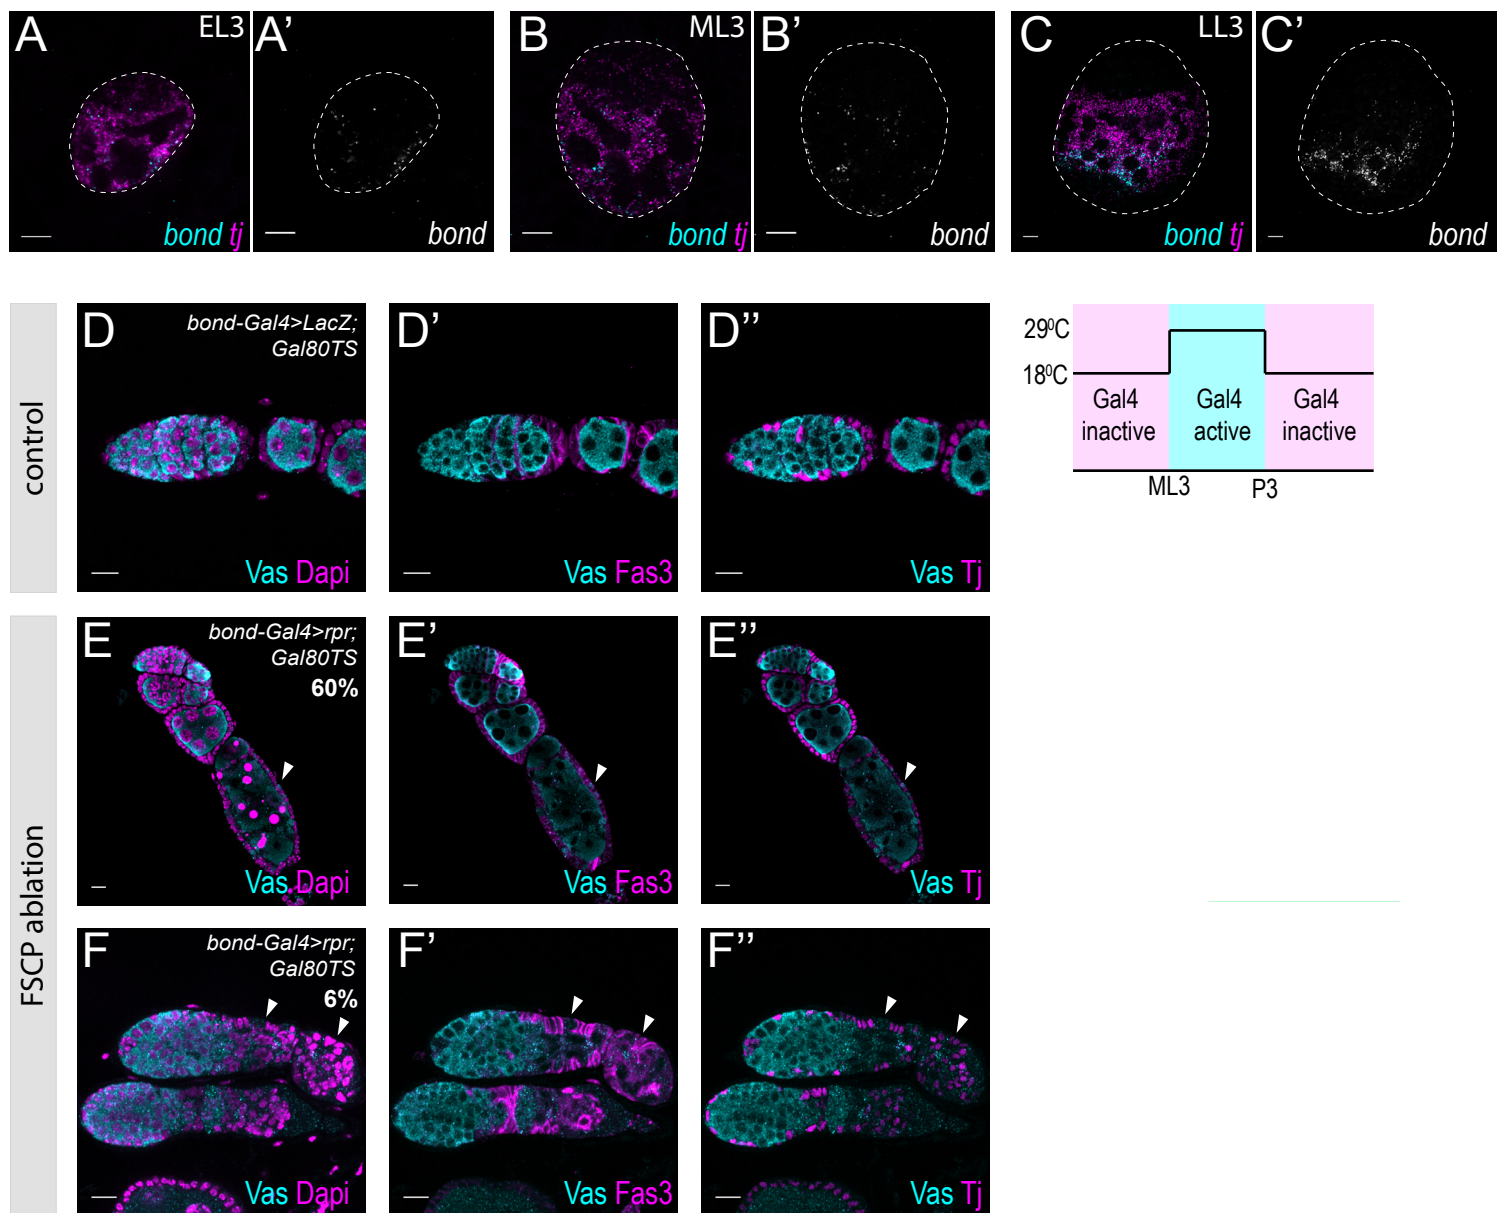 A EL3 A' B ML3 B' C LL3 C'
bond tj bond bond tj bond bond tj bond
control
D bond-Gal4>LacZ;
Gal80TS
D' D"
Vas Dapi Vas Fas3 Vas Tj
29⁰C
18⁰C
Gal4 Gal4 Gal4
inactive active inactive
ML3 P3
FSCP ablation
E bond-Gal4>rpr;
Gal80TS
60%
E' E"
Vas Dapi Vas Fas3 Vas Tj
F bond-Gal4>rpr;
Gal80TS
6%
F' F"
Vas Dapi Vas Fas3 Vas Tj